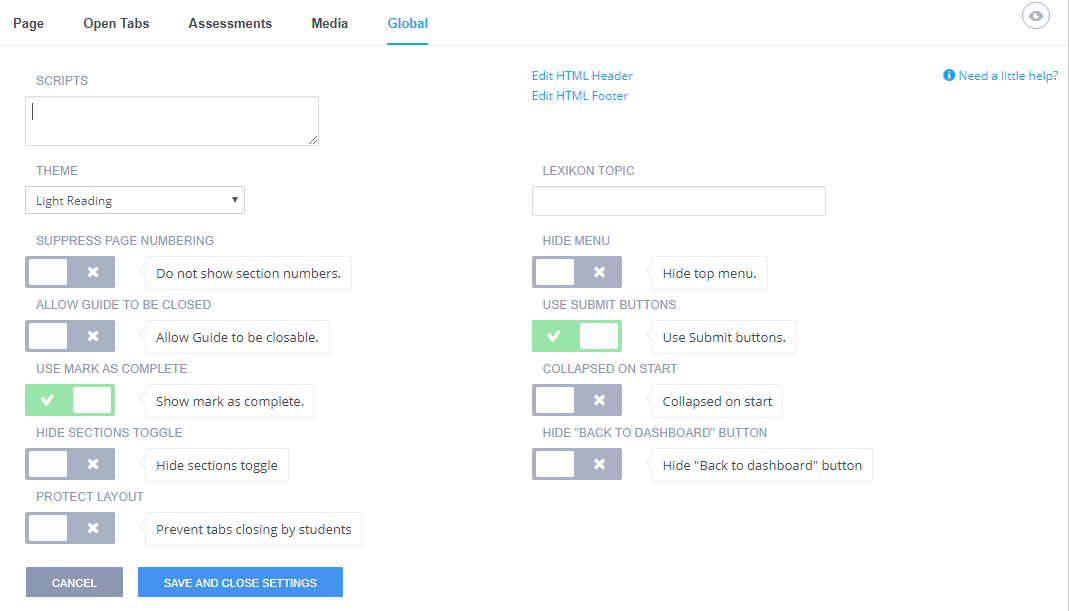 Page Open Tabs Assessments Media Global
SCRIPTS
Edit HTML Header
Edit HTML Footer
Need a little help?
THEME
Light Reading
LEXIKON TOPIC
SUPPRESS PAGE NUMBERING
Do not show section numbers.
HIDE MENU
Hide top menu.
ALLOW GUIDE TO BE CLOSED
Allow Guide to be closable.
USE SUBMIT BUTTONS
Use Submit buttons.
USE MARK AS COMPLETE
Show mark as complete.
COLLAPSED ON START
Collapsed on start
HIDE SECTIONS TOGGLE
Hide sections toggle
HIDE "BACK TO DASHBOARD" BUTTON
Hide "Back to dashboard" button
PROTECT LAYOUT
Prevent tabs closing by students
CANCEL
SAVE AND CLOSE SETTINGS